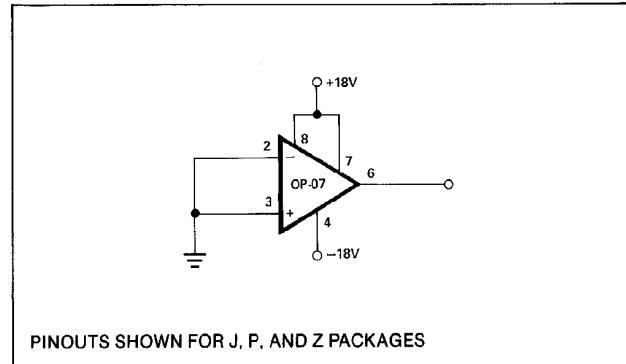 +18V
8
2
−
7
OP-07
6
3
+
4
−18V
PINOUTS SHOWN FOR J, P, AND Z PACKAGES